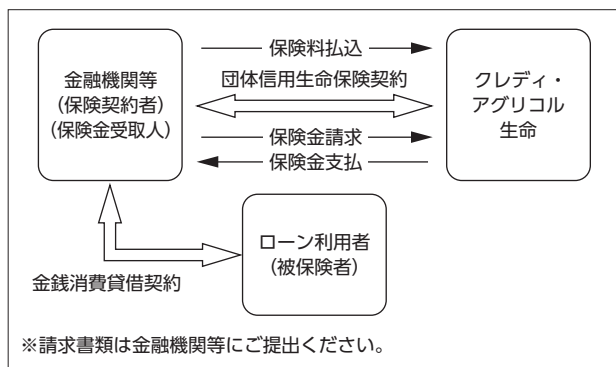 保険料払込
団体信用生命保険契約
金融機関等
(保険契約者)
(保険金受取人)
クレディ・
アグリコル
生命
保険金請求
保険金支払
ローン利用者
(被保険者)
金銭消費貸借契約
※請求書類は金融機関等にご提出ください。